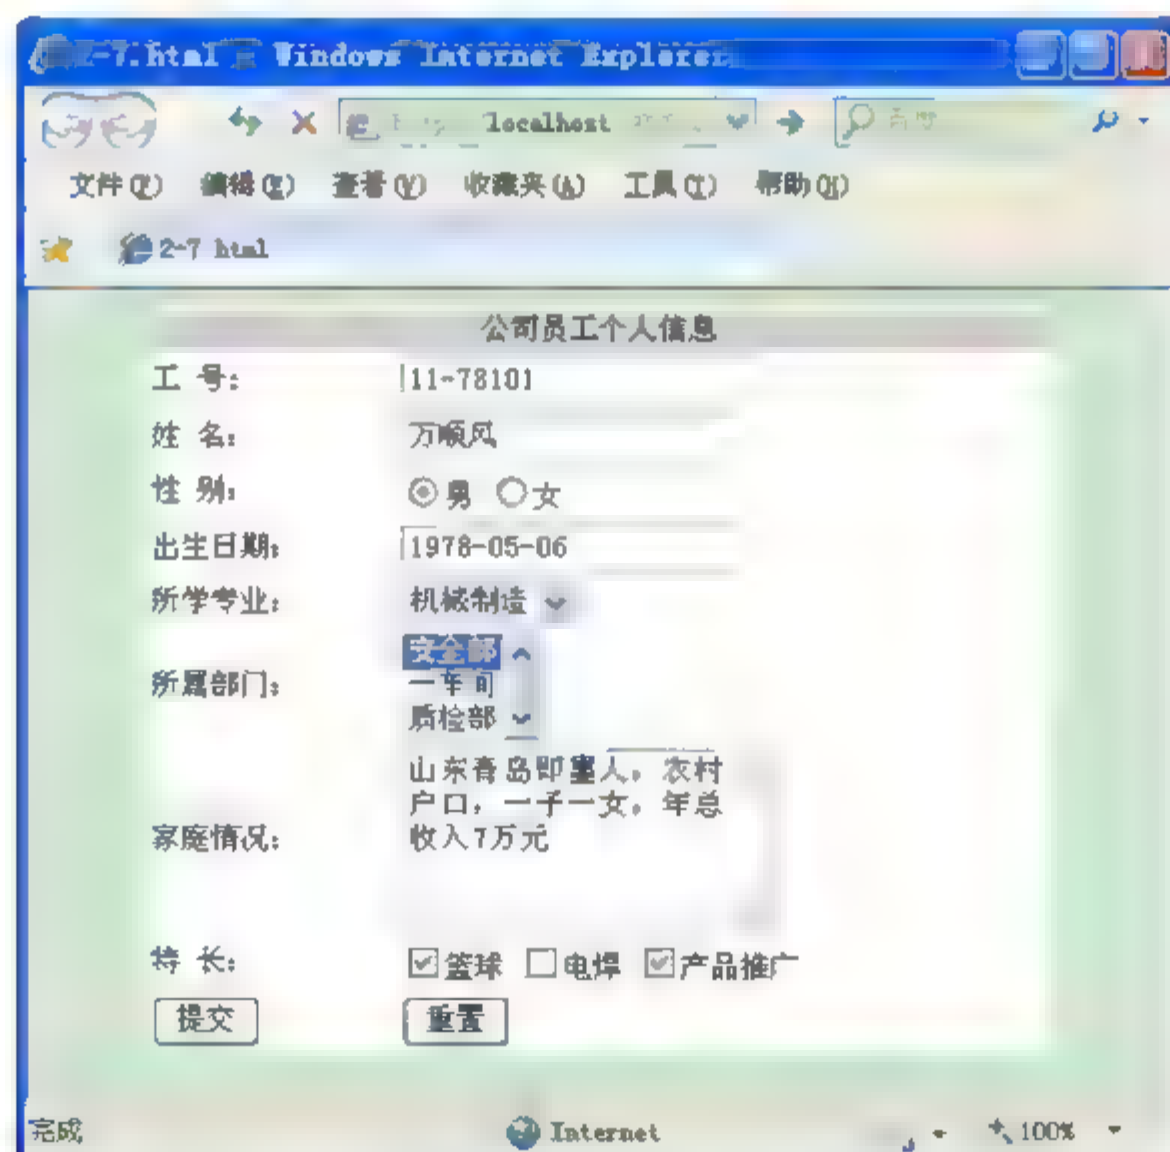 -7.html - Windows Internet Explorer
localhost
文件(F) 编辑(E) 查看(V) 收藏夹(A) 工具(T) 帮助(H)
2-7 html
公司员工个人信息
工 号: 11-78101
姓 名: 万顺风
性 别: 男 女
出生日期: 1978-05-06
所学专业: 机械制造
安全部
所属部门: 一车间
质检部
山东青岛即墨人。农村
户口，一子一女。年总
家庭情况: 收入7万元
特 长: 篮球 电焊 产品推广
提交 重置
完成 Internet 100%